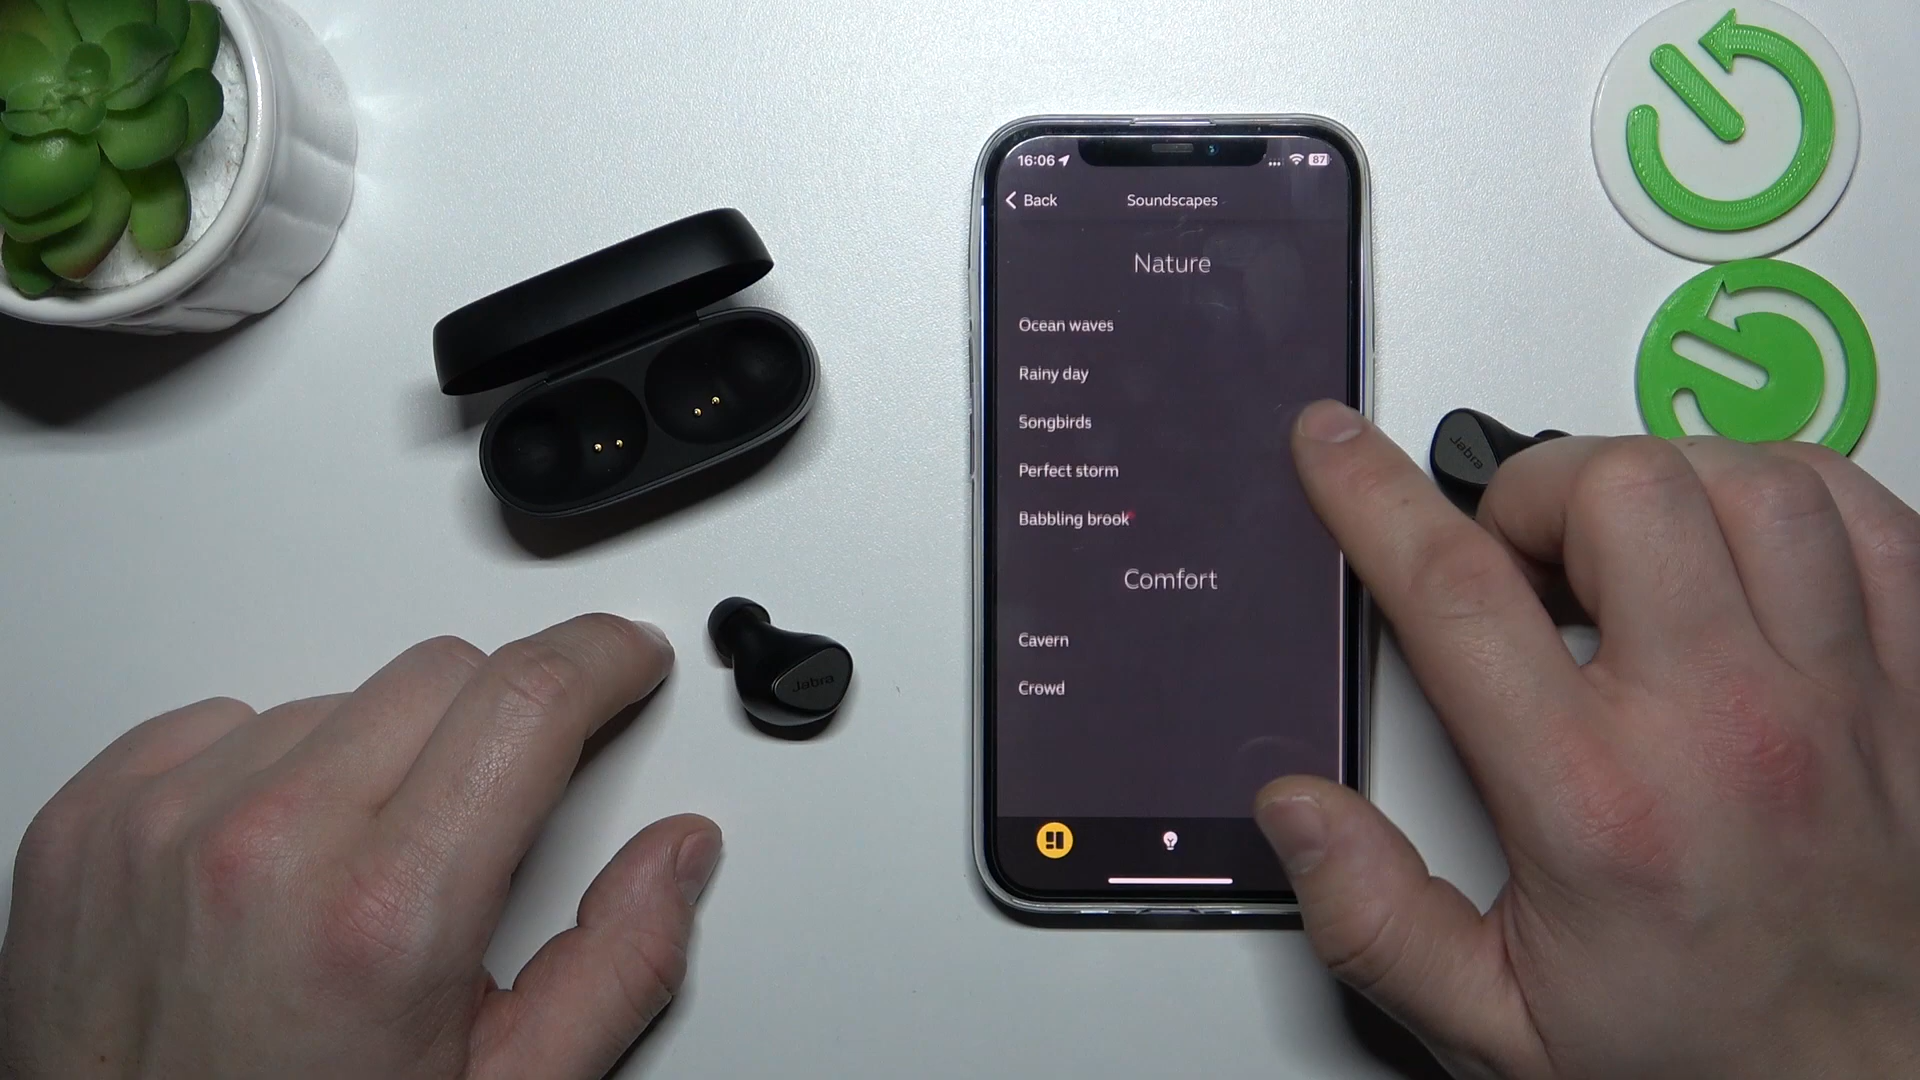 16:06
87
Back
Soundscapes
Nature
Ocean waves
Rainy day
Songbirds
Perfect storm
Babbling brook
Comfort
Cavern
Crowd
Jabra
Jabra